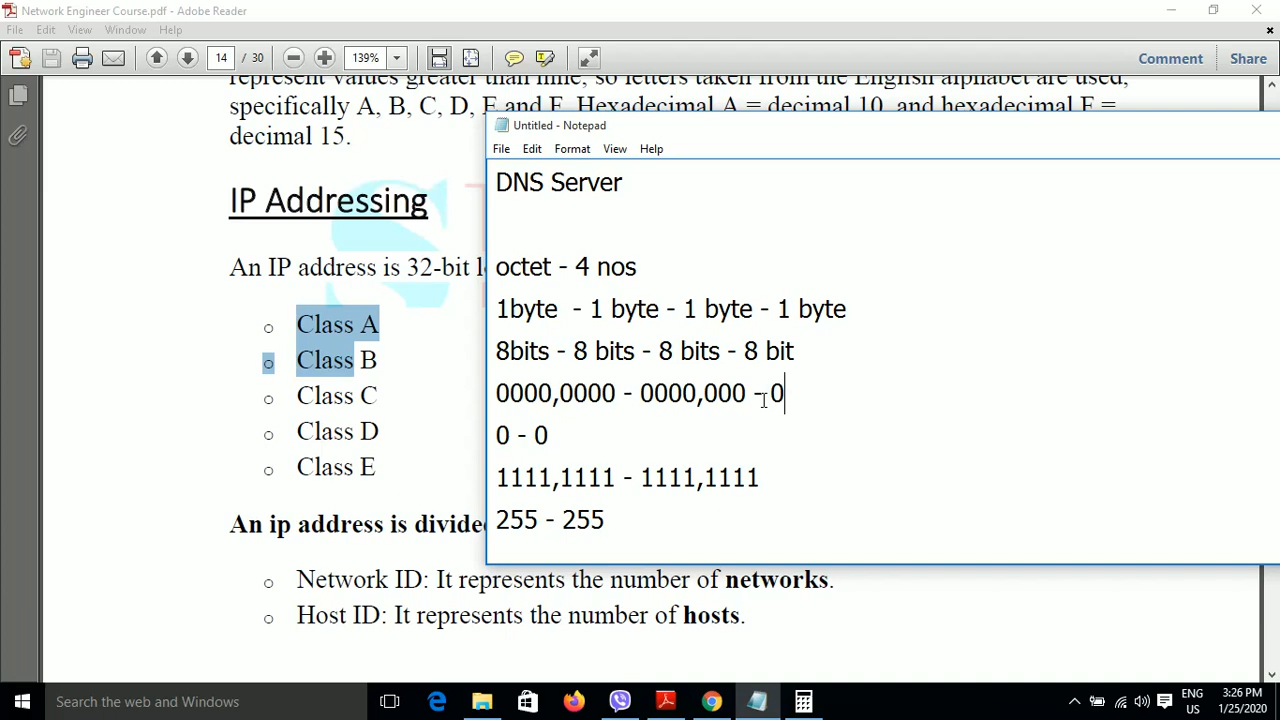 Network Engineer Course.pdf - Adobe Reader
File Edit View Window Help
14 / 30 139% Comment Share
represent values greater than nine, so letters taken from the English alphabet are used,
specifically A, B, C, D, E and F. Hexadecimal A = decimal 10, and hexadecimal F =
decimal 15.
IP Addressing
An IP address is 32-bit
Class A
Class B
Class C
Class D
Class E
An ip address is divide
Network ID: It represents the number of networks.
Host ID: It represents the number of hosts.
Untitled - Notepad
File Edit Format View Help
DNS Server
octet - 4 nos
1byte - 1 byte - 1 byte - 1 byte
8bits - 8 bits - 8 bits - 8 bit
0000,0000 - 0000,000 - 0
0 - 0
1111,1111 - 1111,1111
255 - 255
Search the web and Windows
ENG 3:26 PM
US 1/25/2020